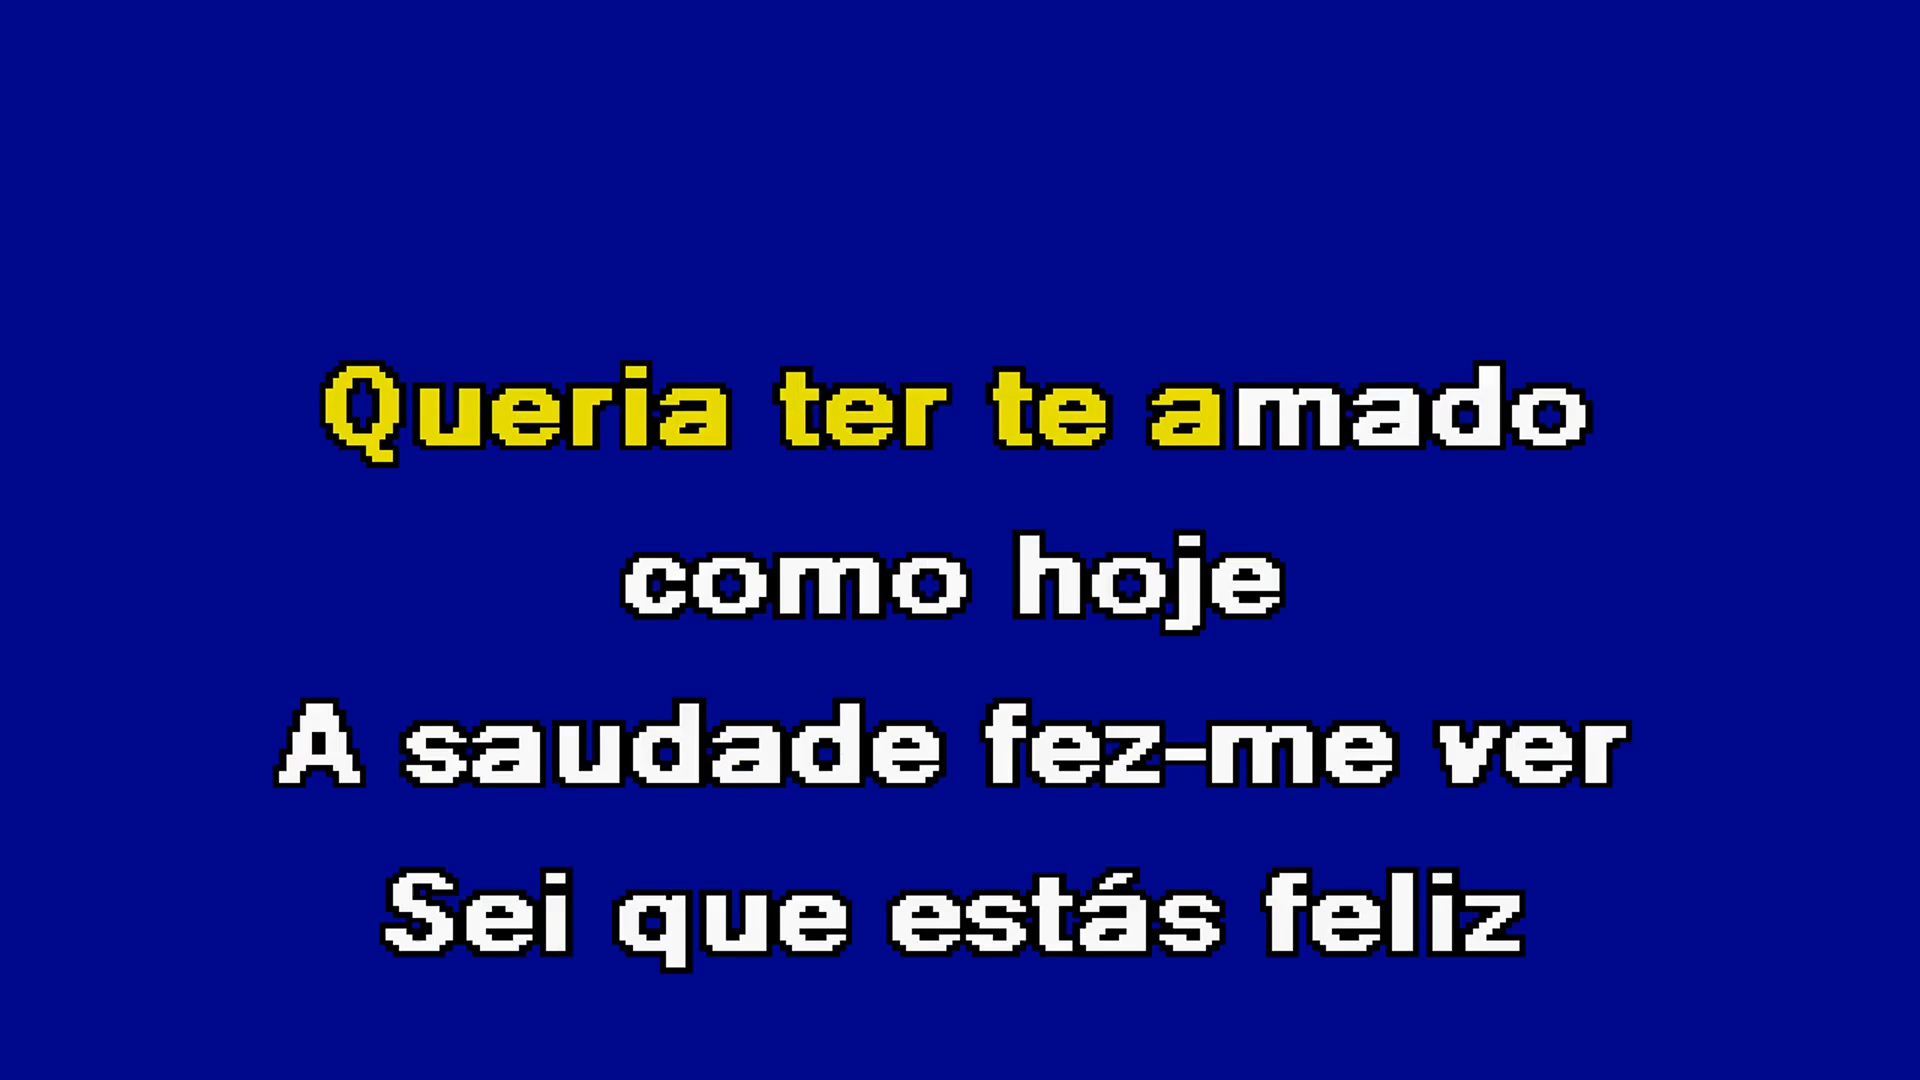 Queria ter te amado
como hoje
A saudade fez-me ver
Sei que estás feliz